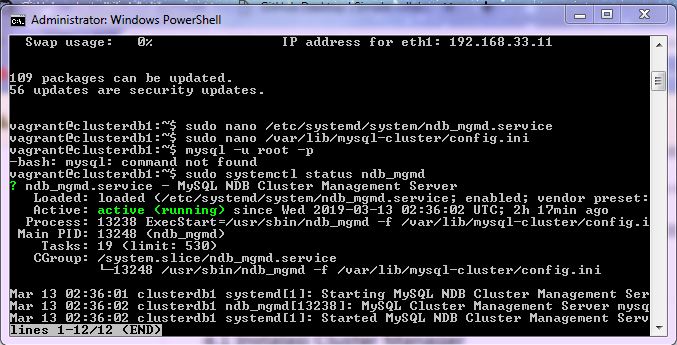 Administrator: Windows PowerShell
Swap usage: 0% IP address for eth1: 192.168.33.11
109 packages can be updated.
56 updates are security updates.
vagrant@clusterdb1:~$ sudo nano /etc/systemd/system/ndb_mgmd.service
vagrant@clusterdb1:~$ sudo nano /var/lib/mysql-cluster/config.ini
vagrant@clusterdb1:~$ mysql -u root -p
-bash: mysql: command not found
vagrant@clusterdb1:~$ sudo systemctl status ndb_mgmd
? ndb_mgmd.service - MySQL NDB Cluster Management Server
Loaded: loaded (/etc/systemd/system/ndb_mgmd.service; enabled; vendor preset:
Active: active (running) since Wed 2019-03-13 02:36:02 UTC; 2h 17min ago
Process: 13238 ExecStart=/usr/sbin/ndb_mgmd -f /var/lib/mysql-cluster/config.i
Main PID: 13248 (ndb_mgmd)
Tasks: 19 (limit: 530)
CGroup: /system.slice/ndb_mgmd.service
└─13248 /usr/sbin/ndb_mgmd -f /var/lib/mysql-cluster/config.ini
Mar 13 02:36:01 clusterdb1 systemd[1]: Starting MySQL NDB Cluster Management Ser
Mar 13 02:36:02 clusterdb1 ndb_mgmd[13238]: MySQL Cluster Management Server mysq
Mar 13 02:36:02 clusterdb1 systemd[1]: Started MySQL NDB Cluster Management Serv
lines 1-12/12 (END)